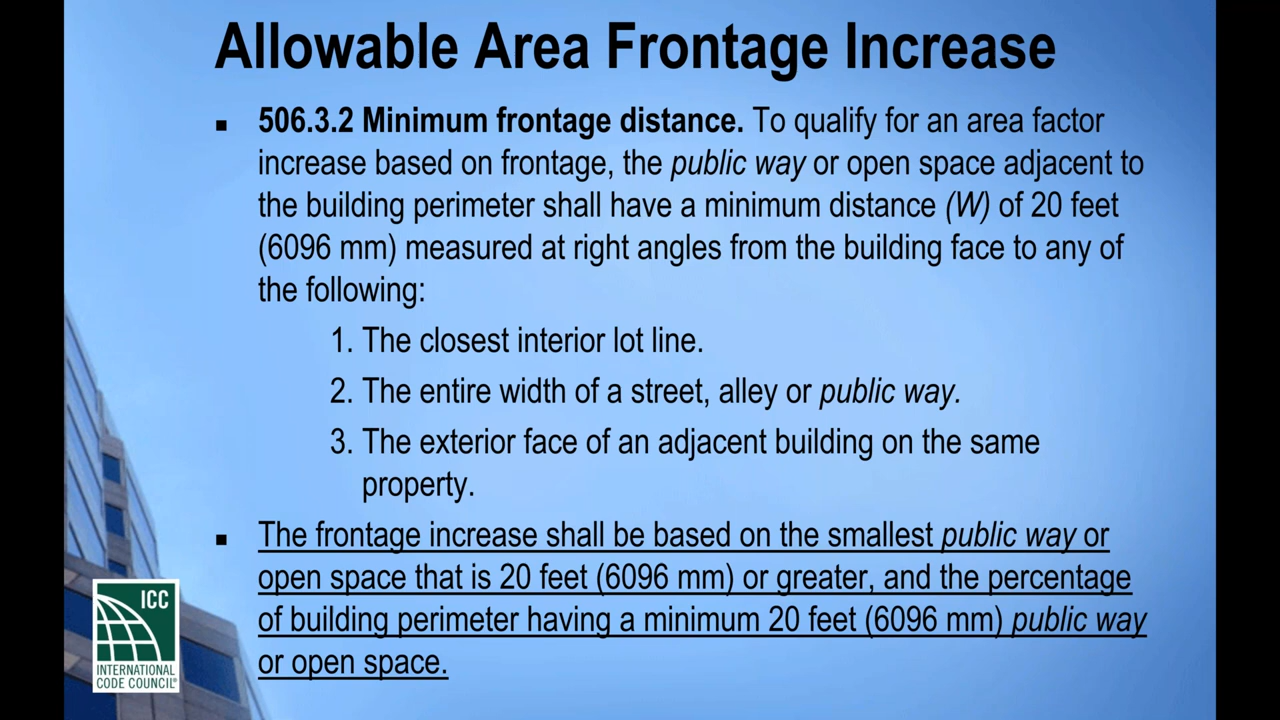 Allowable Area Frontage Increase
▪ 506.3.2 Minimum frontage distance. To qualify for an area factor
increase based on frontage, the public way or open space adjacent to
the building perimeter shall have a minimum distance (W) of 20 feet
(6096 mm) measured at right angles from the building face to any of
the following:
1. The closest interior lot line.
2. The entire width of a street, alley or public way.
3. The exterior face of an adjacent building on the same
property.
▪ The frontage increase shall be based on the smallest public way or
open space that is 20 feet (6096 mm) or greater, and the percentage
of building perimeter having a minimum 20 feet (6096 mm) public way
or open space.
ICC
INTERNATIONAL
CODE COUNCIL®